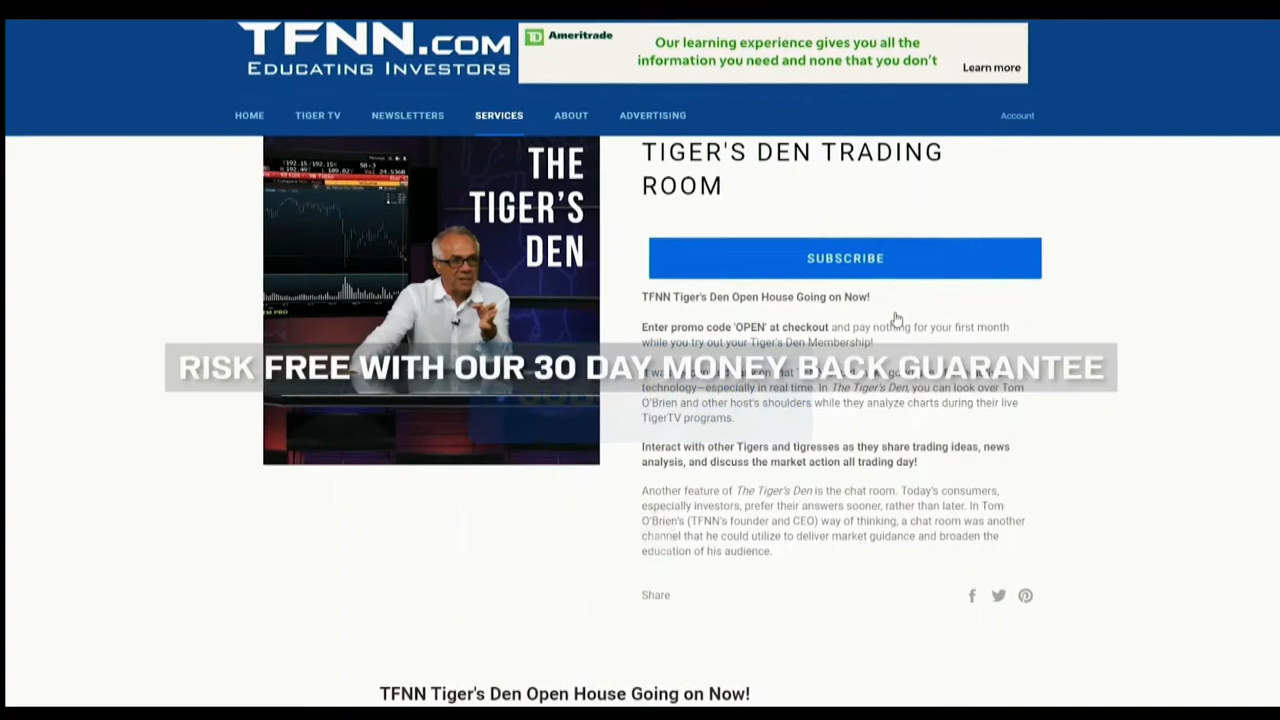 TFNN.COM
EDUCATING INVESTORS
TD Ameritrade
Our learning experience gives you all the
information you need and none that you don't
Learn more
HOME
TIGER TV
NEWSLETTERS
SERVICES
ABOUT
ADVERTISING
Account
THE
TIGER'S
DEN
TIGER'S DEN TRADING
ROOM
SUBSCRIBE
TFNN Tiger's Den Open House Going on Now!
Enter promo code 'OPEN' at checkout and pay nothing for your first month
while you try out your Tiger's Den Membership!
RISK FREE WITH OUR 30 DAY MONEY BACK GUARANTEE
technology—especially in real time. In The Tiger's Den, you can look over Tom
O'Brien and other host's shoulders while they analyze charts during their live
TigerTV programs.
Interact with other Tigers and tigresses as they share trading ideas, news
analysis, and discuss the market action all trading day!
Another feature of The Tiger's Den is the chat room. Today's consumers,
especially investors, prefer their answers sooner, rather than later. In Tom
O'Brien's (TFNN's founder and CEO) way of thinking, a chat room was another
channel that he could utilize to deliver market guidance and broaden the
education of his audience.
Share
TFNN Tiger's Den Open House Going on Now!